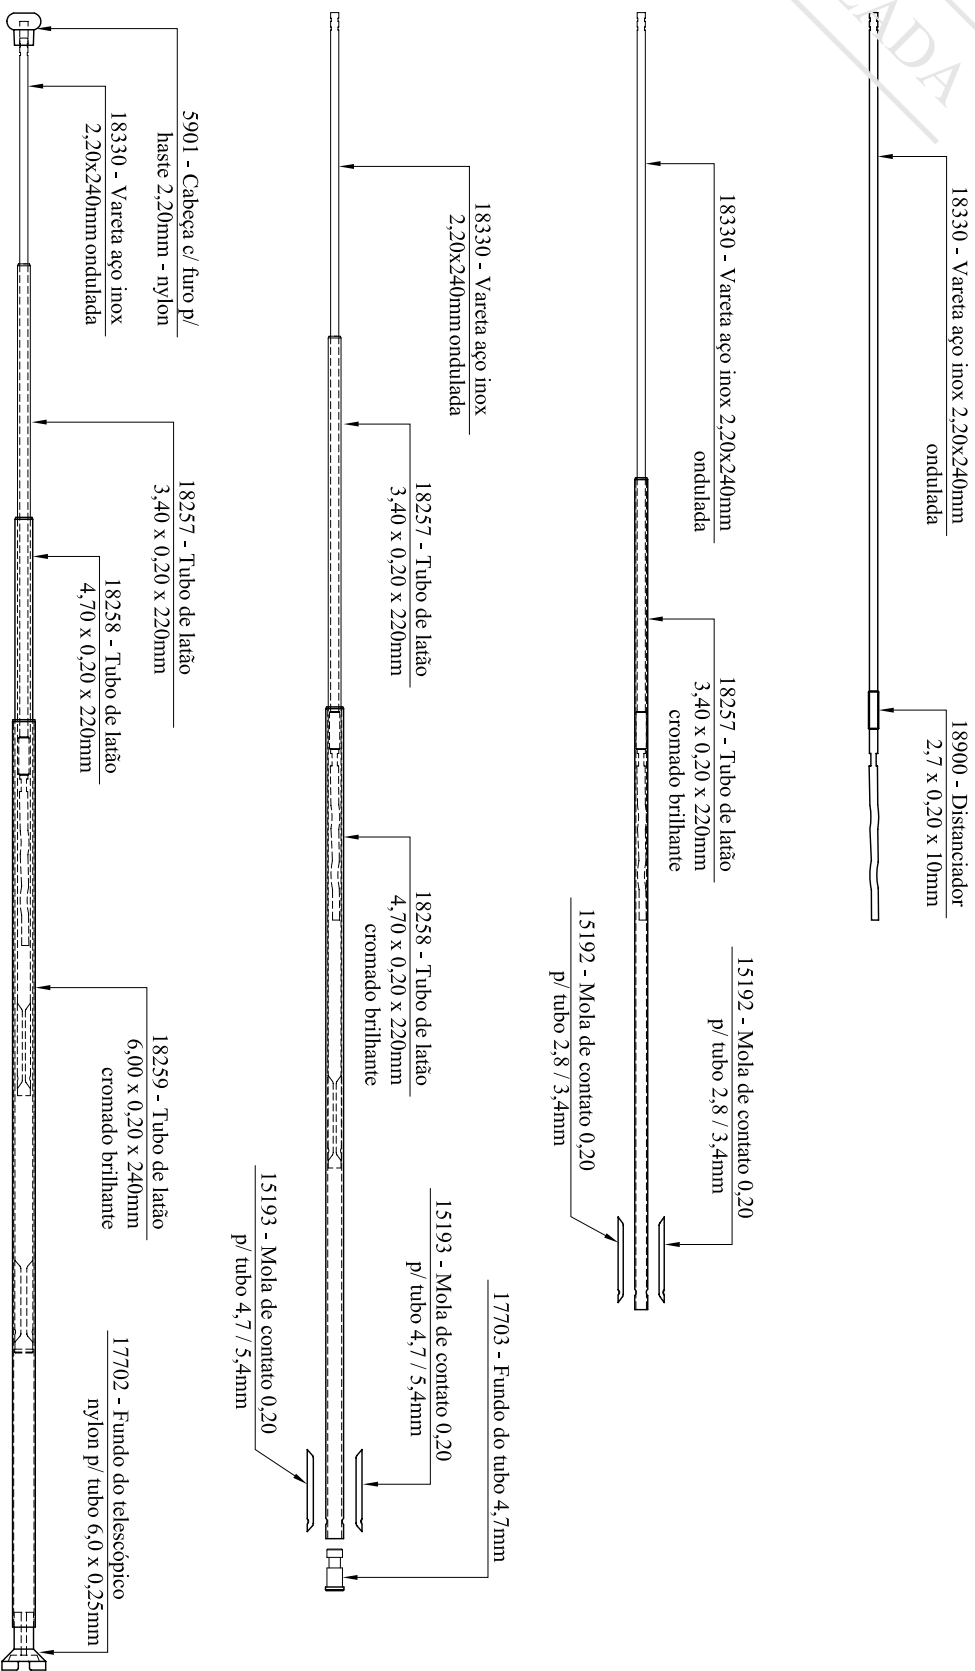 18330 - Vareta aço inox 2,20x240mm
ondulada
18900 - Distanciador
2,7 x 0,20 x 10mm
18330 - Vareta aço inox 2,20x240mm
ondulada
18257 - Tubo de latão
3,40 x 0,20 x 220mm
cromado brilhante
15192 - Mola de contato 0,20
p/ tubo 2,8 / 3,4mm
15192 - Mola de contato 0,20
p/ tubo 2,8 / 3,4mm
18330 - Vareta aço inox
2,20x240mm ondulada
18257 - Tubo de latão
3,40 x 0,20 x 220mm
18258 - Tubo de latão
4,70 x 0,20 x 220mm
cromado brilhante
17703 - Fundo do tubo 4,7mm
15193 - Mola de contato 0,20
p/ tubo 4,7 / 5,4mm
15193 - Mola de contato 0,20
p/ tubo 4,7 / 5,4mm
5901 - Cabeça c/ furo p/
haste 2,20mm - nylon
18330 - Vareta aço inox
2,20x240mm ondulada
18257 - Tubo de latão
3,40 x 0,20 x 220mm
18258 - Tubo de latão
4,70 x 0,20 x 220mm
18259 - Tubo de latão
6,00 x 0,20 x 240mm
cromado brilhante
17702 - Fundo do telescópico
nylon p/ tubo 6,0 x 0,25mm